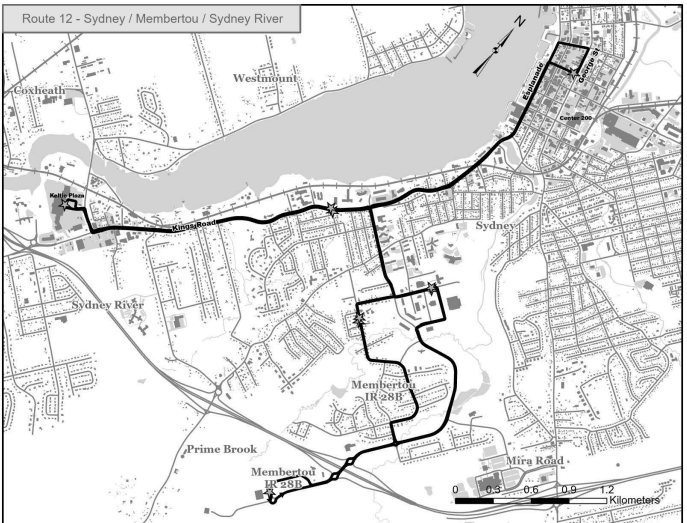 Route 12 - Sydney / Membertou / Sydney River
N
Westmount
Coxheath
Esplanade
George St
Center 200
Keltic Plaza
Kings Road
Sydney
Sydney River
Membertou
IR 28B
Prime Brook
Membertou
IR 28B
Mira Road
0 0.3 0.6 0.9 1.2
Kilometers